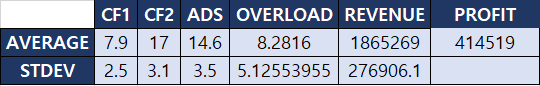 CF1 CF2 ADS OVERLOAD REVENUE PROFIT
AVERAGE 7.9 17 14.6 8.2816 1865269 414519
STDEV 2.5 3.1 3.5 5.12553955 276906.1